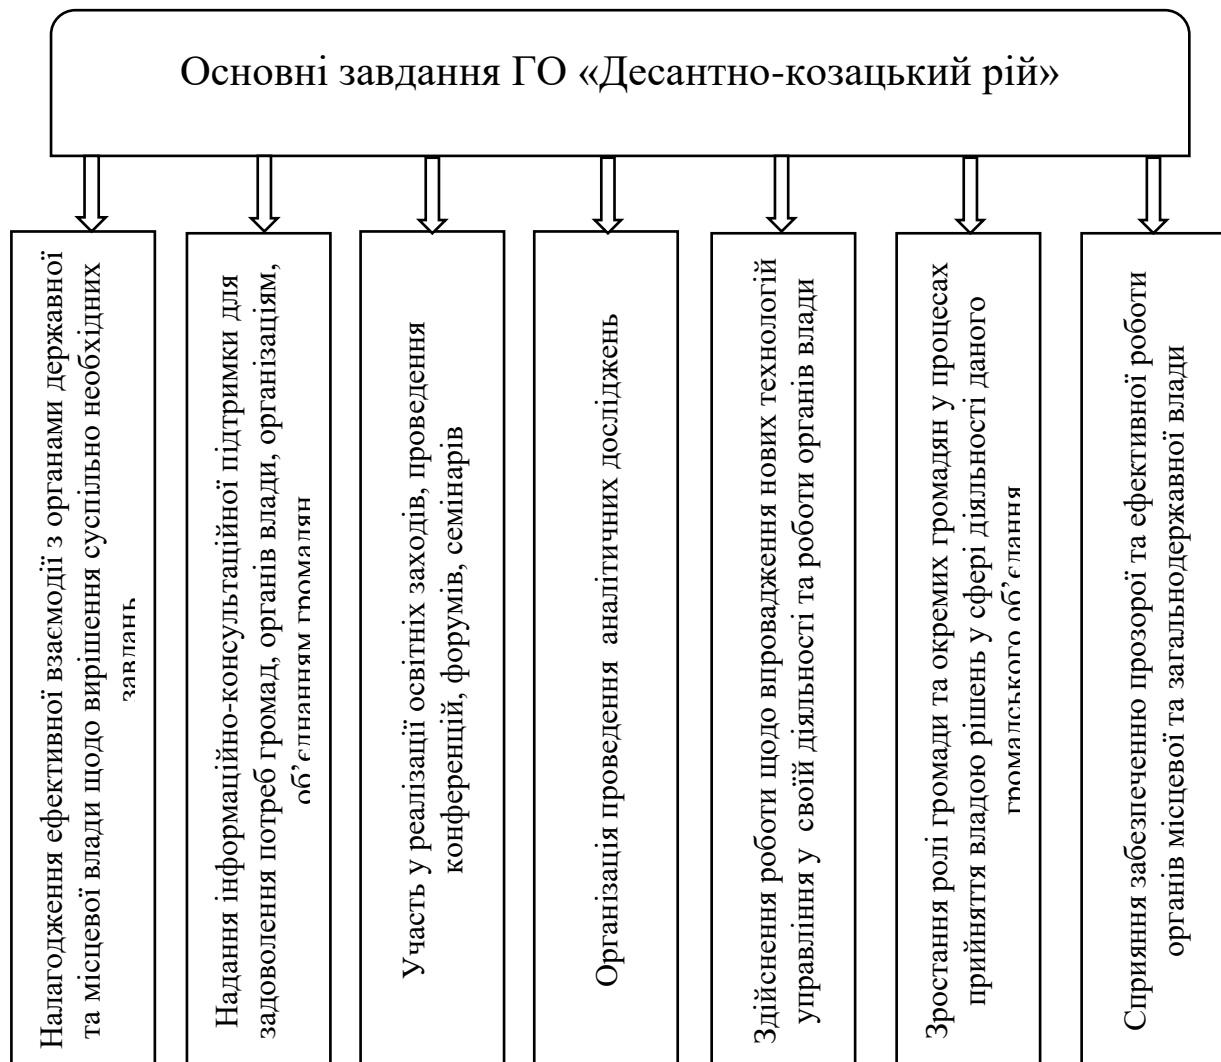 Основні завдання ГО «Десантно-козацький рій»
Налагодження ефективної взаємодії з органами державної
та місцевої влади щодо вирішення суспільно необхідних
завдань
Надання інформаційно-консультаційної підтримки для
задоволення потреб громад, органів влади, організаціям,
об’єднанням громадян
Участь у реалізації освітніх заходів, проведення
конференцій, форумів, семінарів
Організація проведення аналітичних досліджень
Здійснення роботи щодо впровадження нових технологій
управління у своїй діяльності та роботи органів влади
Зростання ролі громади та окремих громадян у процесах
прийняття владою рішень у сфері діяльності даного
громадського об’єднання
Сприяння забезпеченню прозорої та ефективної роботи
органів місцевої та загальнодержавної влади